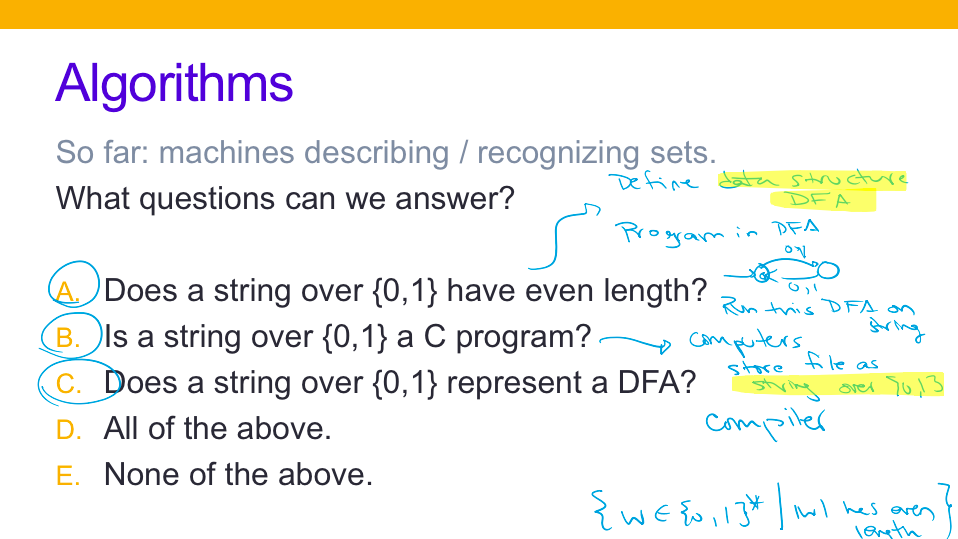 Algorithms
So far: machines describing / recognizing sets.
What questions can we answer?
Define data structure
DFA
Program in DFA
0,1
0,1
A. Does a string over {0,1} have even length?
Run this DFA on
string
B. Is a string over {0,1} a C program?
computers
store file as
string over {0,1}
C. Does a string over {0,1} represent a DFA?
compiler
D. All of the above.
E. None of the above.
{ w ∈ {0,1}* | |w| has even
length }